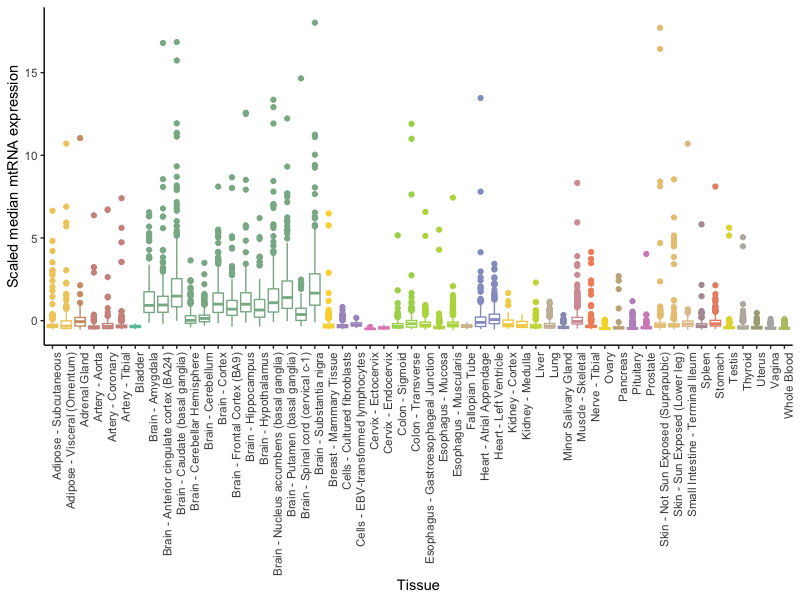 Scaled median mtRNA expression
15
10
5
0
Adipose - Subcutaneous
Adipose - Visceral (Omentum)
Adrenal Gland
Artery - Aorta
Artery - Coronary
Artery - Tibial
Bladder
Brain - Amygdala
Brain - Anterior cingulate cortex (BA24)
Brain - Caudate (basal ganglia)
Brain - Cerebellar Hemisphere
Brain - Cerebellum
Brain - Cortex
Brain - Frontal Cortex (BA9)
Brain - Hippocampus
Brain - Hypothalamus
Brain - Nucleus accumbens (basal ganglia)
Brain - Putamen (basal ganglia)
Brain - Spinal cord (cervical c-1)
Brain - Substantia nigra
Breast - Mammary Tissue
Cells - Cultured fibroblasts
Cells - EBV-transformed lymphocytes
Cervix - Ectocervix
Cervix - Endocervix
Colon - Sigmoid
Colon - Transverse
Esophagus - Gastroesophageal Junction
Esophagus - Mucosa
Esophagus - Muscularis
Fallopian Tube
Heart - Atrial Appendage
Heart - Left Ventricle
Kidney - Cortex
Kidney - Medulla
Liver
Lung
Minor Salivary Gland
Muscle - Skeletal
Nerve - Tibial
Ovary
Pancreas
Pituitary
Prostate
Skin - Not Sun Exposed (Suprapubic)
Skin - Sun Exposed (Lower leg)
Small Intestine - Terminal Ileum
Spleen
Stomach
Testis
Thyroid
Uterus
Vagina
Whole Blood
Tissue